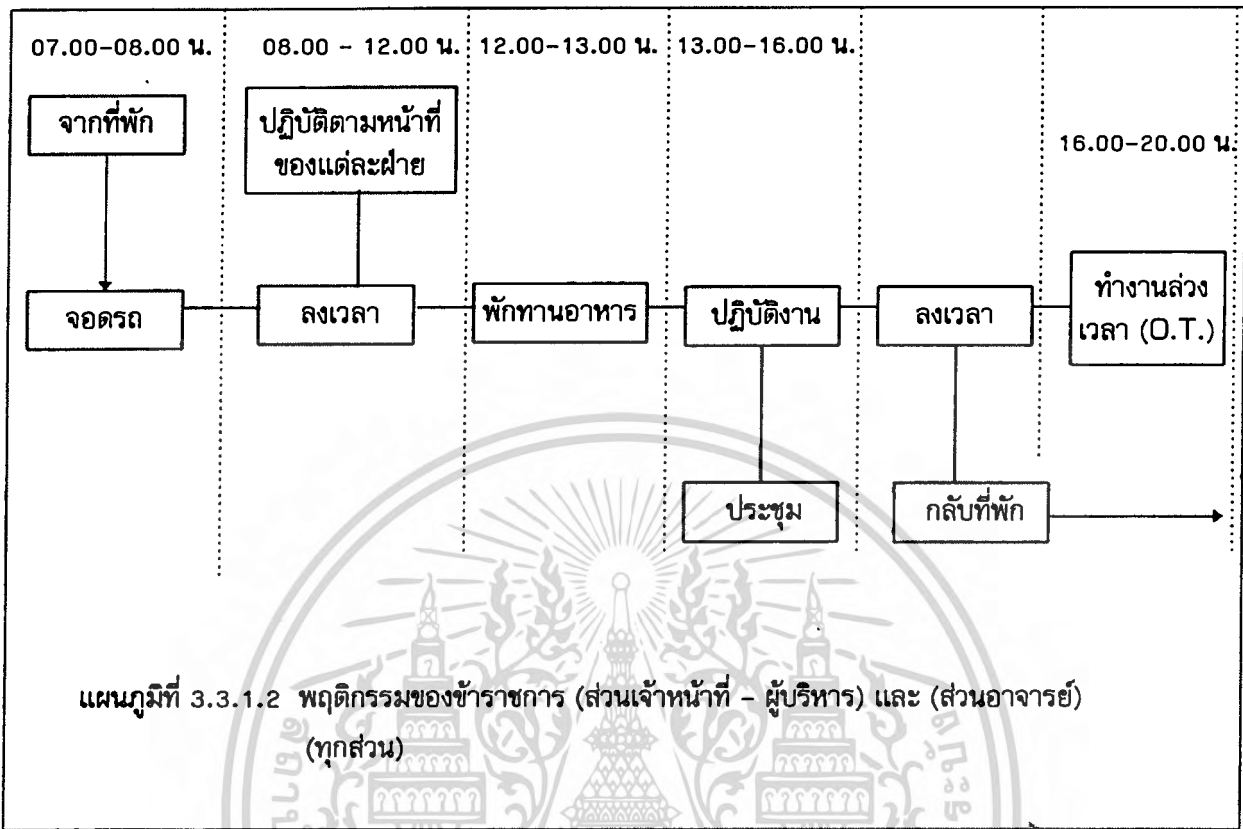 07.00-08.00 น.
08.00 - 12.00 น.
12.00-13.00 น.
13.00-16.00 น.
จากที่พัก
ปฏิบัติตามหน้าที่
ของแต่ละฝ่าย
16.00-20.00 น.
จอดรถ
ลงเวลา
พักทานอาหาร
ปฏิบัติงาน
ลงเวลา
ทำงานล่วง
เวลา (O.T.)
ประชุม
กลับที่พัก
แผนภูมิที่ 3.3.1.2 พฤติกรรมของข้าราชการ (ส่วนเจ้าหน้าที่ – ผู้บริหาร) และ (ส่วนอาจารย์)
(ทุกส่วน)